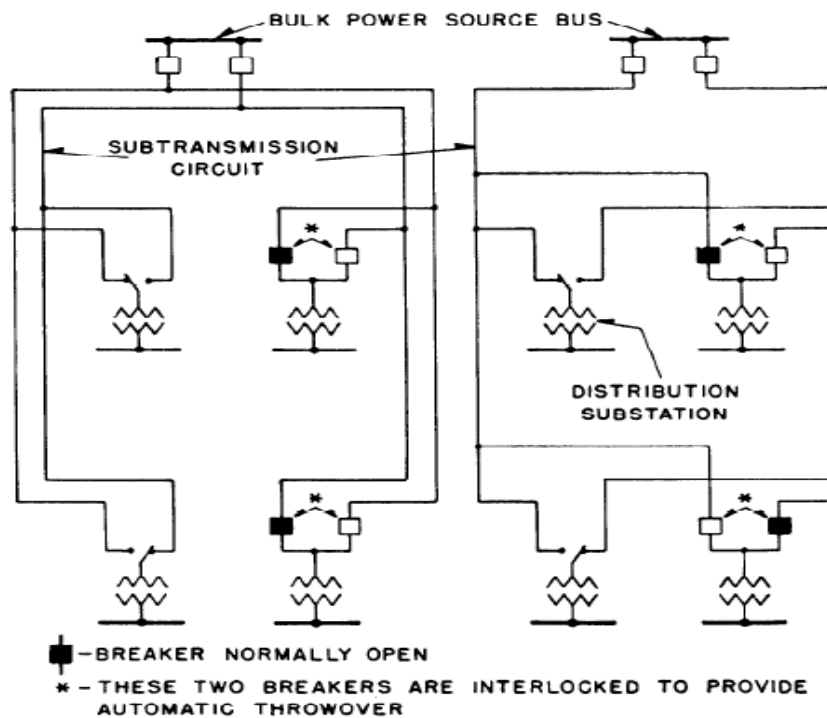 BULK POWER SOURCE BUS
SUBTRANSMISSION
CIRCUIT
*
*
DISTRIBUTION
SUBSTATION
*
*
-BREAKER NORMALLY OPEN
* - THESE TWO BREAKERS ARE INTERLOCKED TO PROVIDE
AUTOMATIC THROWOVER